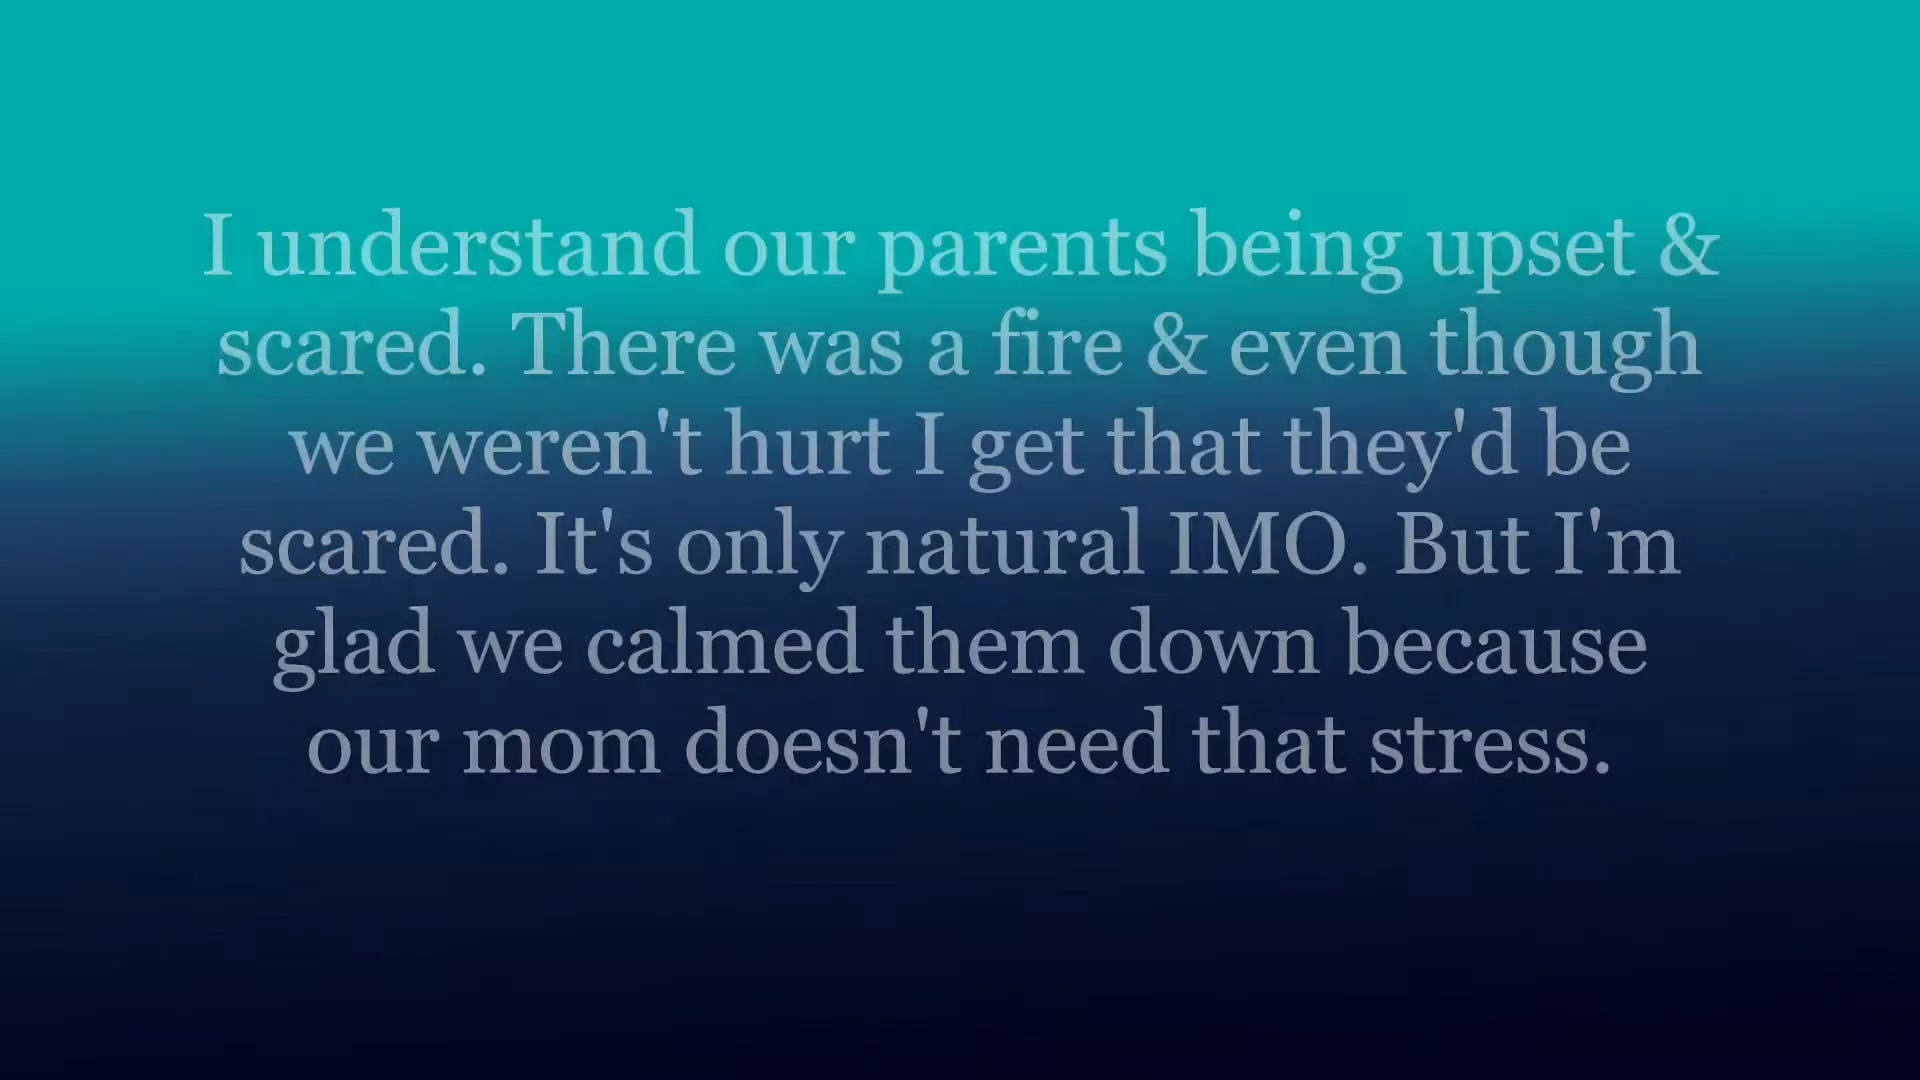 I understand our parents being upset &
scared. There was a fire & even though
we weren't hurt I get that they'd be
scared. It's only natural IMO. But I'm
glad we calmed them down because
our mom doesn't need that stress.